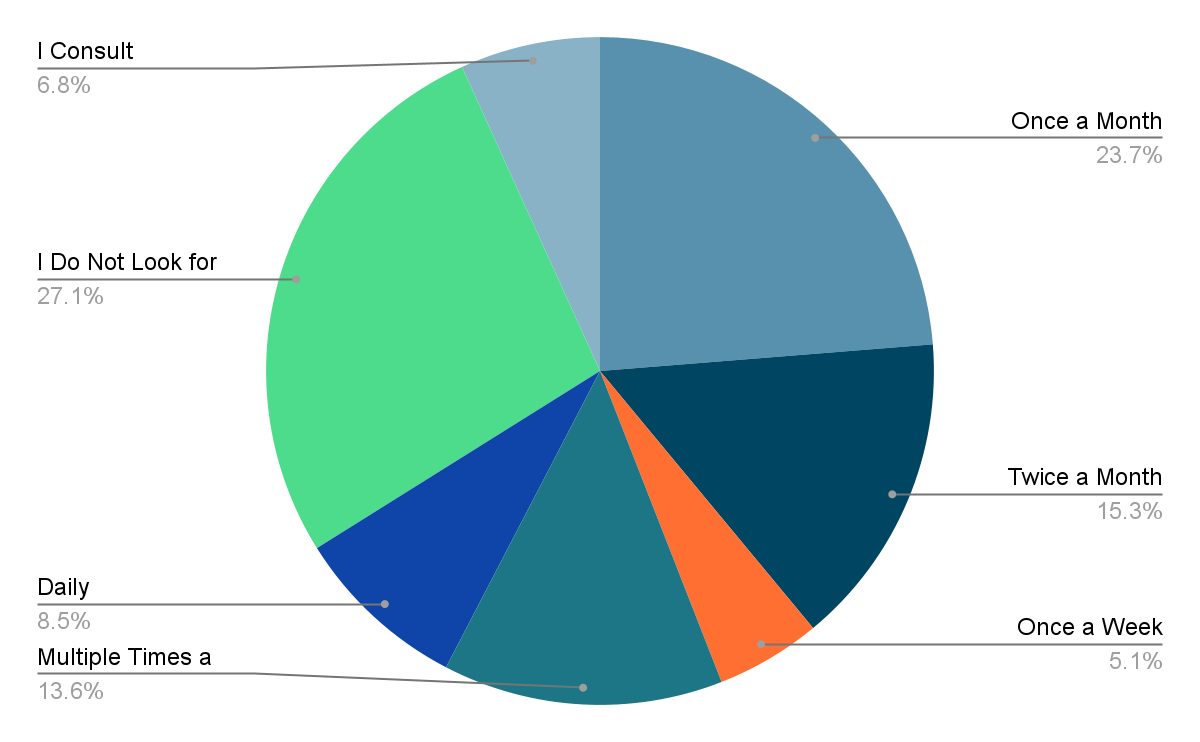 I Consult
6.8%
Once a Month
23.7%
I Do Not Look for
27.1%
Twice a Month
15.3%
Daily
8.5%
Once a Week
5.1%
Multiple Times a
13.6%